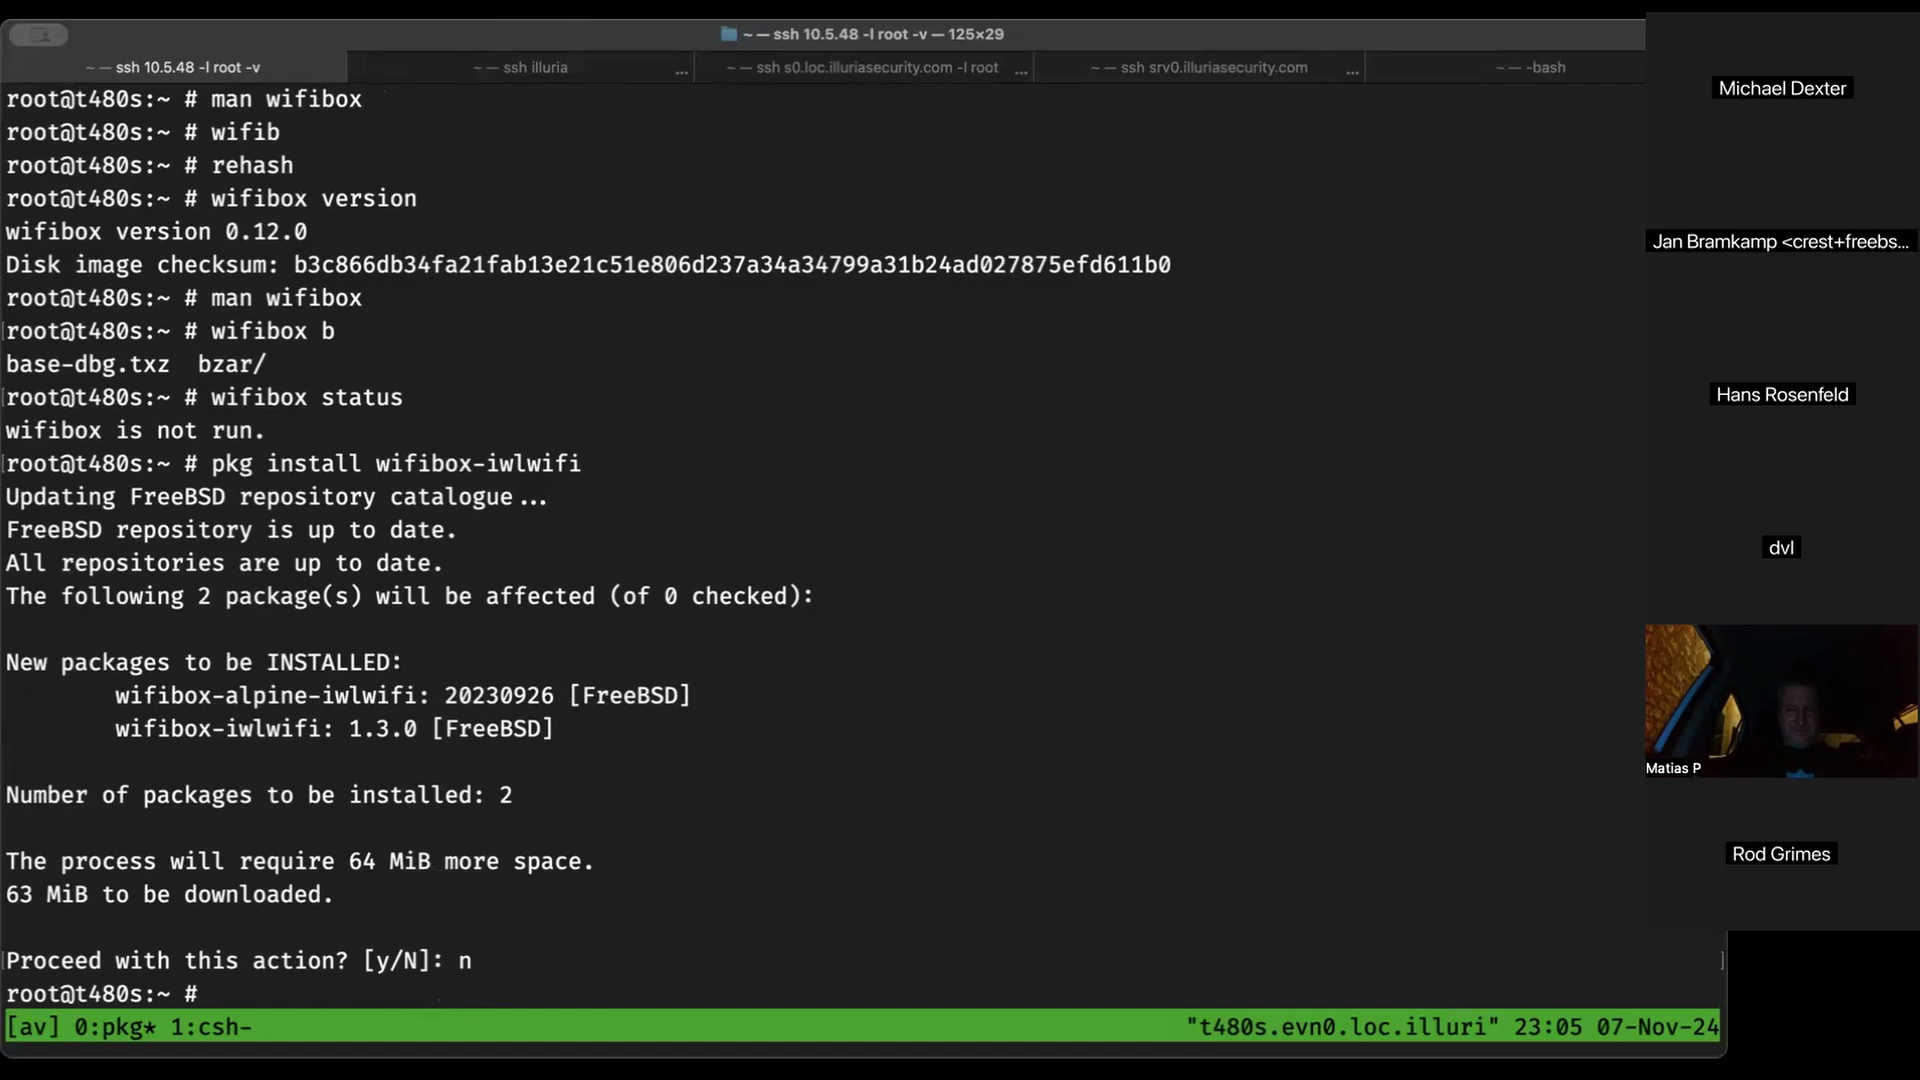 ~ — ssh 10.5.48 -l root -v — 125×29
~ — ssh 10.5.48 -l root -v
~ — ssh illuria ...
~ — ssh s0.loc.illuriasecurity.com -l root ...
~ — ssh srv0.illuriasecurity.com ...
~ — -bash
root@t480s:~ # man wifibox
root@t480s:~ # wifib
root@t480s:~ # rehash
root@t480s:~ # wifibox version
wifibox version 0.12.0
Disk image checksum: b3c866db34fa21fab13e21c51e806d237a34a34799a31b24ad027875efd611b0
root@t480s:~ # man wifibox
[root@t480s:~ # wifibox b
base-dbg.txz  bzar/
[root@t480s:~ # wifibox status
wifibox is not run.
[root@t480s:~ # pkg install wifibox-iwlwifi
Updating FreeBSD repository catalogue...
FreeBSD repository is up to date.
All repositories are up to date.
The following 2 package(s) will be affected (of 0 checked):
New packages to be INSTALLED:
wifibox-alpine-iwlwifi: 20230926 [FreeBSD]
wifibox-iwlwifi: 1.3.0 [FreeBSD]
Number of packages to be installed: 2
The process will require 64 MiB more space.
63 MiB to be downloaded.
[Proceed with this action? [y/N]: n ]
root@t480s:~ #
[av] 0:pkg* 1:csh- "t480s.evn0.loc.illuri" 23:05 07-Nov-24
Michael Dexter
Jan Bramkamp <crest+freebs...
Hans Rosenfeld
dvl
Matias P
Rod Grimes